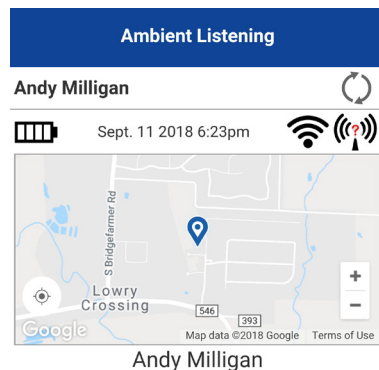 Ambient Listening
Andy Milligan
Sept. 11 2018 6:23pm
?
S Bridgefarmer Rd
Lowry
Crossing
546
393
+
−
Google
Map data ©2018 Google Terms of Use
Andy Milligan